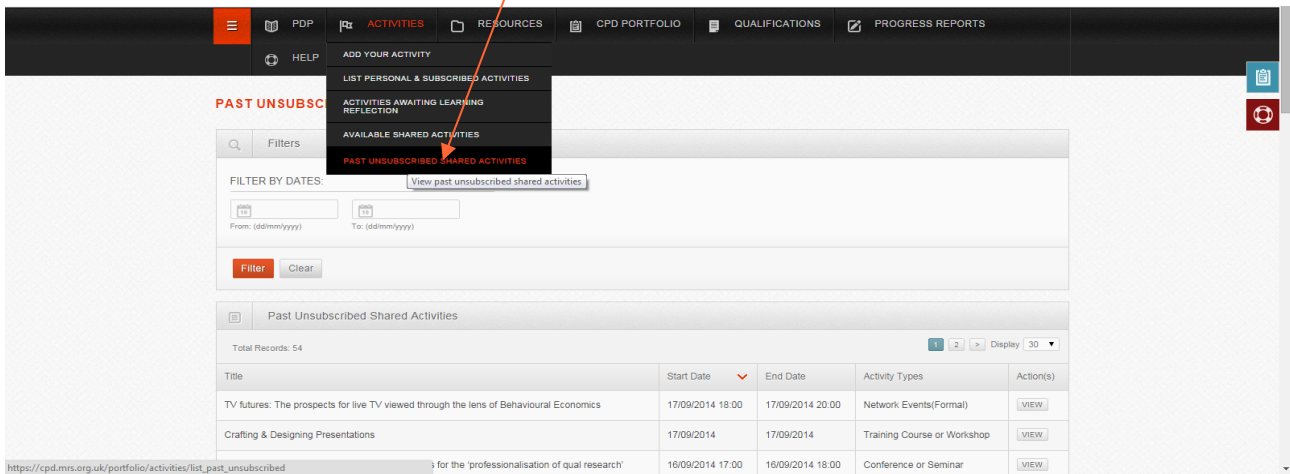 PDP ACTIVITIES RESOURCES CPD PORTFOLIO QUALIFICATIONS PROGRESS REPORTS
HELP
ADD YOUR ACTIVITY
LIST PERSONAL & SUBSCRIBED ACTIVITIES
ACTIVITIES AWAITING LEARNING
REFLECTION
AVAILABLE SHARED ACTIVITIES
PAST UNSUBSCRIBED SHARED ACTIVITIES
View past unsubscribed shared activities
PAST UNSUBSC
Filters
FILTER BY DATES:
From: (dd/mm/yyyy) To: (dd/mm/yyyy)
Filter Clear
Past Unsubscribed Shared Activities
Total Records: 54 1 2 > Display 30
Title Start Date End Date Activity Types Action(s)
TV futures: The prospects for live TV viewed through the lens of Behavioural Economics 17/09/2014 18:00 17/09/2014 20:00 Network Events(Formal) VIEW
Crafting & Designing Presentations 17/09/2014 17/09/2014 Training Course or Workshop VIEW
s for the 'professionalisation of qual research' 16/09/2014 17:00 16/09/2014 18:00 Conference or Seminar VIEW
https://cpd.mrs.org.uk/portfolio/activities/list_past_unsubscribed